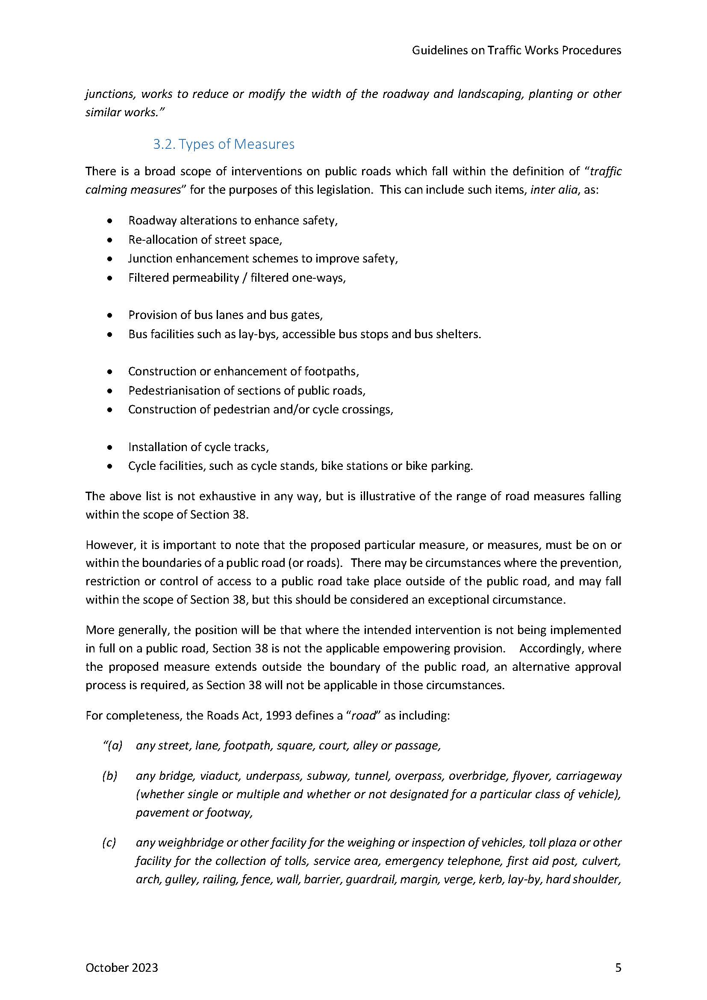 Guidelines on Traffic Works Procedures
junctions, works to reduce or modify the width of the roadway and landscaping, planting or other
similar works.”
3.2. Types of Measures
There is a broad scope of interventions on public roads which fall within the definition of “traffic
calming measures” for the purposes of this legislation. This can include such items, inter alia, as:
• Roadway alterations to enhance safety,
• Re-allocation of street space,
• Junction enhancement schemes to improve safety,
• Filtered permeability / filtered one-ways,
• Provision of bus lanes and bus gates,
• Bus facilities such as lay-bys, accessible bus stops and bus shelters.
• Construction or enhancement of footpaths,
• Pedestrianisation of sections of public roads,
• Construction of pedestrian and/or cycle crossings,
• Installation of cycle tracks,
• Cycle facilities, such as cycle stands, bike stations or bike parking.
The above list is not exhaustive in any way, but is illustrative of the range of road measures falling
within the scope of Section 38.
However, it is important to note that the proposed particular measure, or measures, must be on or
within the boundaries of a public road (or roads). There may be circumstances where the prevention,
restriction or control of access to a public road take place outside of the public road, and may fall
within the scope of Section 38, but this should be considered an exceptional circumstance.
More generally, the position will be that where the intended intervention is not being implemented
in full on a public road, Section 38 is not the applicable empowering provision. Accordingly, where
the proposed measure extends outside the boundary of the public road, an alternative approval
process is required, as Section 38 will not be applicable in those circumstances.
For completeness, the Roads Act, 1993 defines a “road” as including:
“(a) any street, lane, footpath, square, court, alley or passage,
(b) any bridge, viaduct, underpass, subway, tunnel, overpass, overbridge, flyover, carriageway
(whether single or multiple and whether or not designated for a particular class of vehicle),
pavement or footway,
(c) any weighbridge or other facility for the weighing or inspection of vehicles, toll plaza or other
facility for the collection of tolls, service area, emergency telephone, first aid post, culvert,
arch, gulley, railing, fence, wall, barrier, guardrail, margin, verge, kerb, lay-by, hard shoulder,
October 2023 5